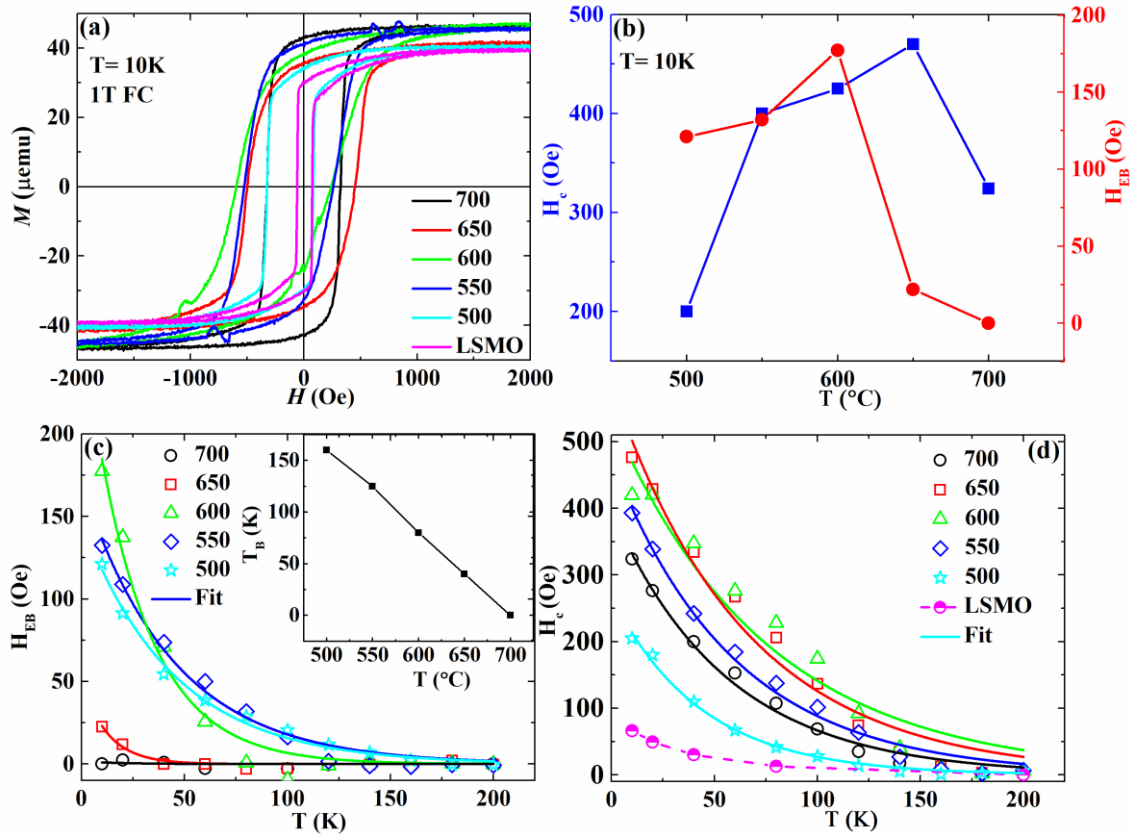 (a)
T= 10K
1T FC
M (μemu)
40
20
0
-20
-40
700
650
600
550
500
LSMO
-2000 -1000 0 1000 2000
H (Oe)
(b)
T= 10K
H_c (Oe)
500
400
300
200
H_EB (Oe)
200
150
100
50
0
500 600 700
T (°C)
(c)
H_EB (Oe)
200
150
100
50
0
700
650
600
550
500
Fit
T_B (K)
150
100
50
0
500 550 600 650 700
T (°C)
0 50 100 150 200
T (K)
(d)
H_c (Oe)
500
400
300
200
100
0
700
650
600
550
500
LSMO
Fit
0 50 100 150 200
T (K)